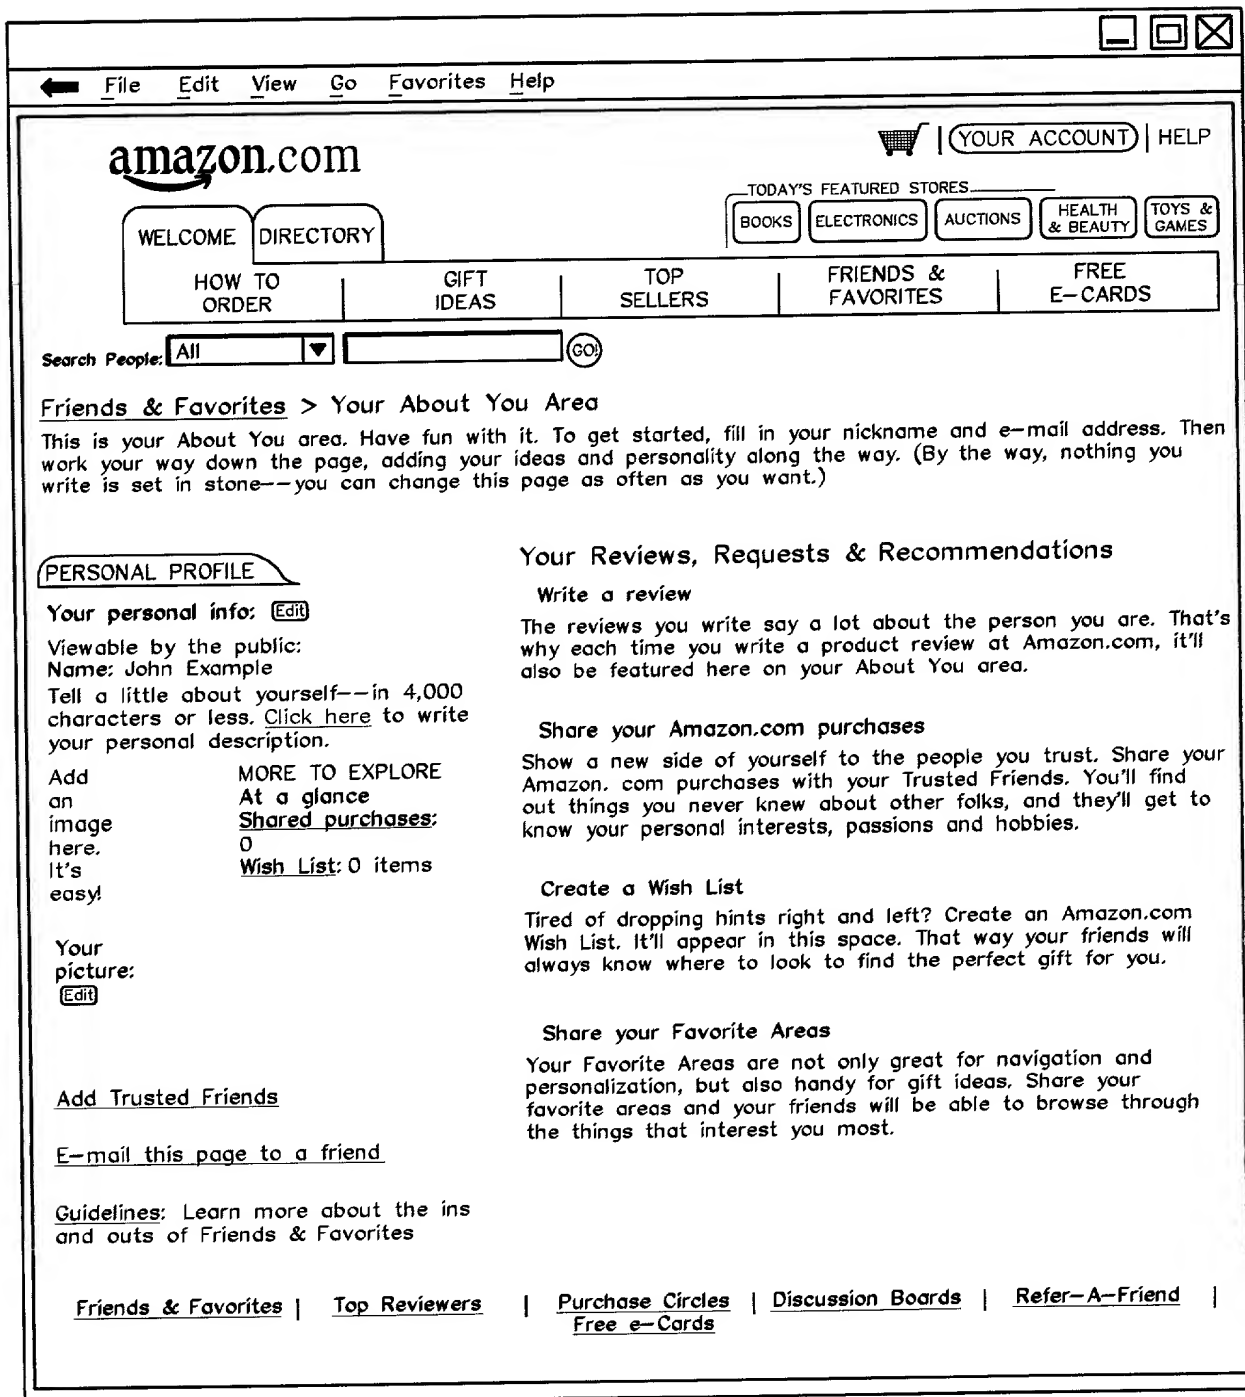 File Edit View Go Favorites Help
amazon.com
YOUR ACCOUNT | HELP
TODAY'S FEATURED STORES
BOOKS ELECTRONICS AUCTIONS HEALTH & BEAUTY TOYS & GAMES
WELCOME DIRECTORY
HOW TO ORDER | GIFT IDEAS | TOP SELLERS | FRIENDS & FAVORITES | FREE E-CARDS
Search People: All GO!
Friends & Favorites > Your About You Area
This is your About You area. Have fun with it. To get started, fill in your nickname and e-mail address. Then
work your way down the page, adding your ideas and personality along the way. (By the way, nothing you
write is set in stone--you can change this page as often as you want.)
PERSONAL PROFILE
Your personal info: Edit
Viewable by the public:
Name: John Example
Tell a little about yourself--in 4,000
characters or less. Click here to write
your personal description.
Add
an
image
here.
It's
easy!
MORE TO EXPLORE
At a glance
Shared purchases:
0
Wish List: 0 items
Your
picture:
Edit
Add Trusted Friends
E-mail this page to a friend
Guidelines: Learn more about the ins
and outs of Friends & Favorites
Your Reviews, Requests & Recommendations
Write a review
The reviews you write say a lot about the person you are. That's
why each time you write a product review at Amazon.com, it'll
also be featured here on your About You area.
Share your Amazon.com purchases
Show a new side of yourself to the people you trust. Share your
Amazon. com purchases with your Trusted Friends. You'll find
out things you never knew about other folks, and they'll get to
know your personal interests, passions and hobbies.
Create a Wish List
Tired of dropping hints right and left? Create an Amazon.com
Wish List. It'll appear in this space. That way your friends will
always know where to look to find the perfect gift for you.
Share your Favorite Areas
Your Favorite Areas are not only great for navigation and
personalization, but also handy for gift ideas. Share your
favorite areas and your friends will be able to browse through
the things that interest you most.
Friends & Favorites | Top Reviewers | Purchase Circles | Discussion Boards | Refer-A-Friend |
Free e-Cards